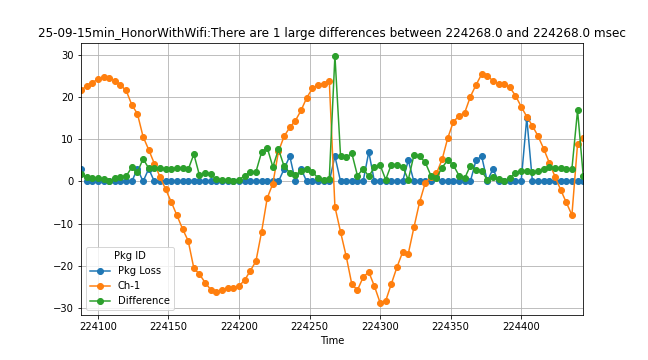 25-09-15min_HonorWithWifi:There are 1 large differences between 224268.0 and 224268.0 msec
30
20
10
0
−10
−20
−30
Pkg ID
Pkg Loss
Ch-1
Difference
224100 224150 224200 224250 224300 224350 224400
Time